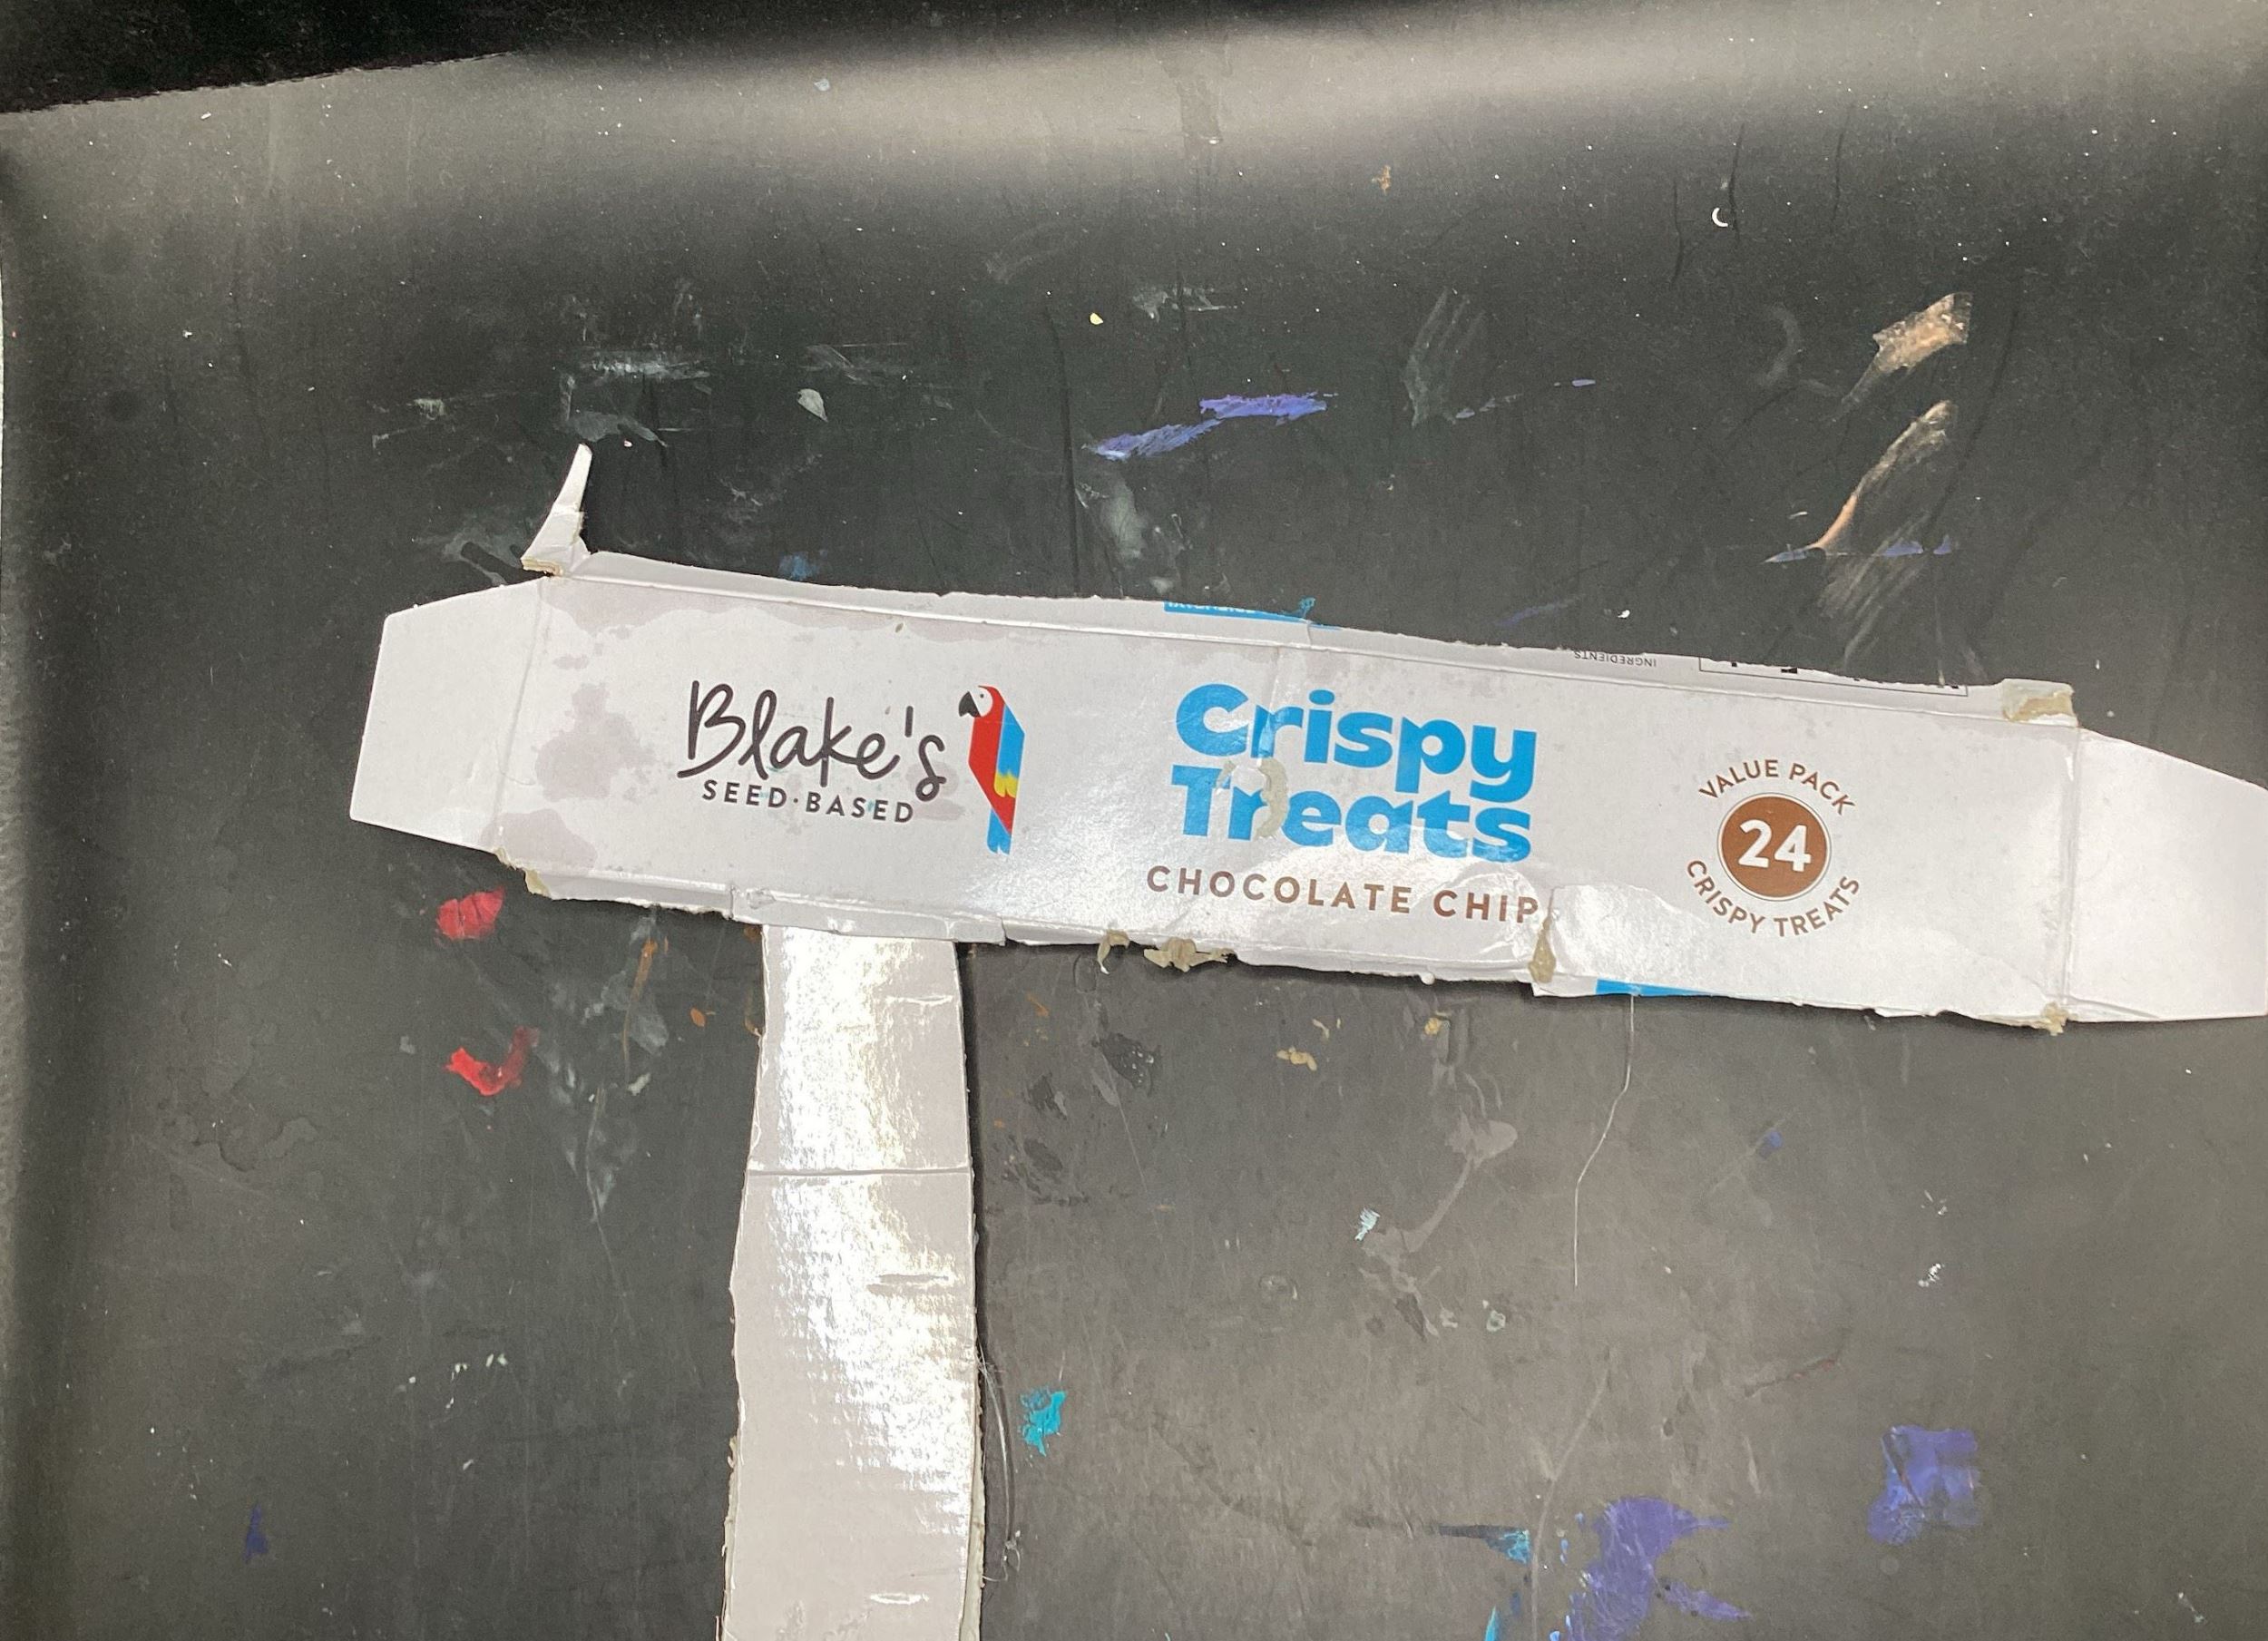 INGREDIENTS
Blake's
SEED·BASED
Crispy
Treats
CHOCOLATE CHIP
VALUE PACK
24
CRISPY TREATS